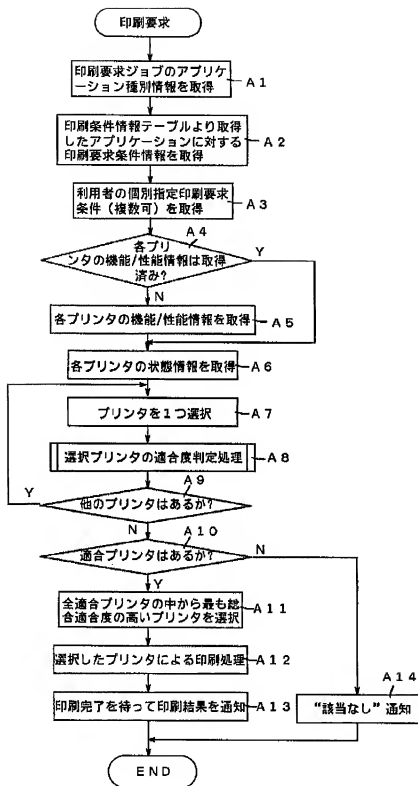 印刷要求
印刷要求ジョブのアプリケ
ーション種別情報を取得
A1
印刷条件情報テーブルより取得
したアプリケーションに対する
印刷要求条件情報を取得
A2
利用者の個別指定印刷要求
条件（複数可）を取得
A3
A4
各プリ
ンタの機能/性能情報は取得
済み?
Y
N
各プリンタの機能/性能情報を取得
A5
各プリンタの状態情報を取得
A6
プリンタを1つ選択
A7
選択プリンタの適合度判定処理
A8
A9
Y
他のプリンタはあるか?
N
A10
適合プリンタはあるか?
N
Y
全適合プリンタの中から最も総
合適合度の高いプリンタを選択
A11
選択したプリンタによる印刷処理
A12
印刷完了を待って印刷結果を通知
A13
A14
“該当なし”通知
END